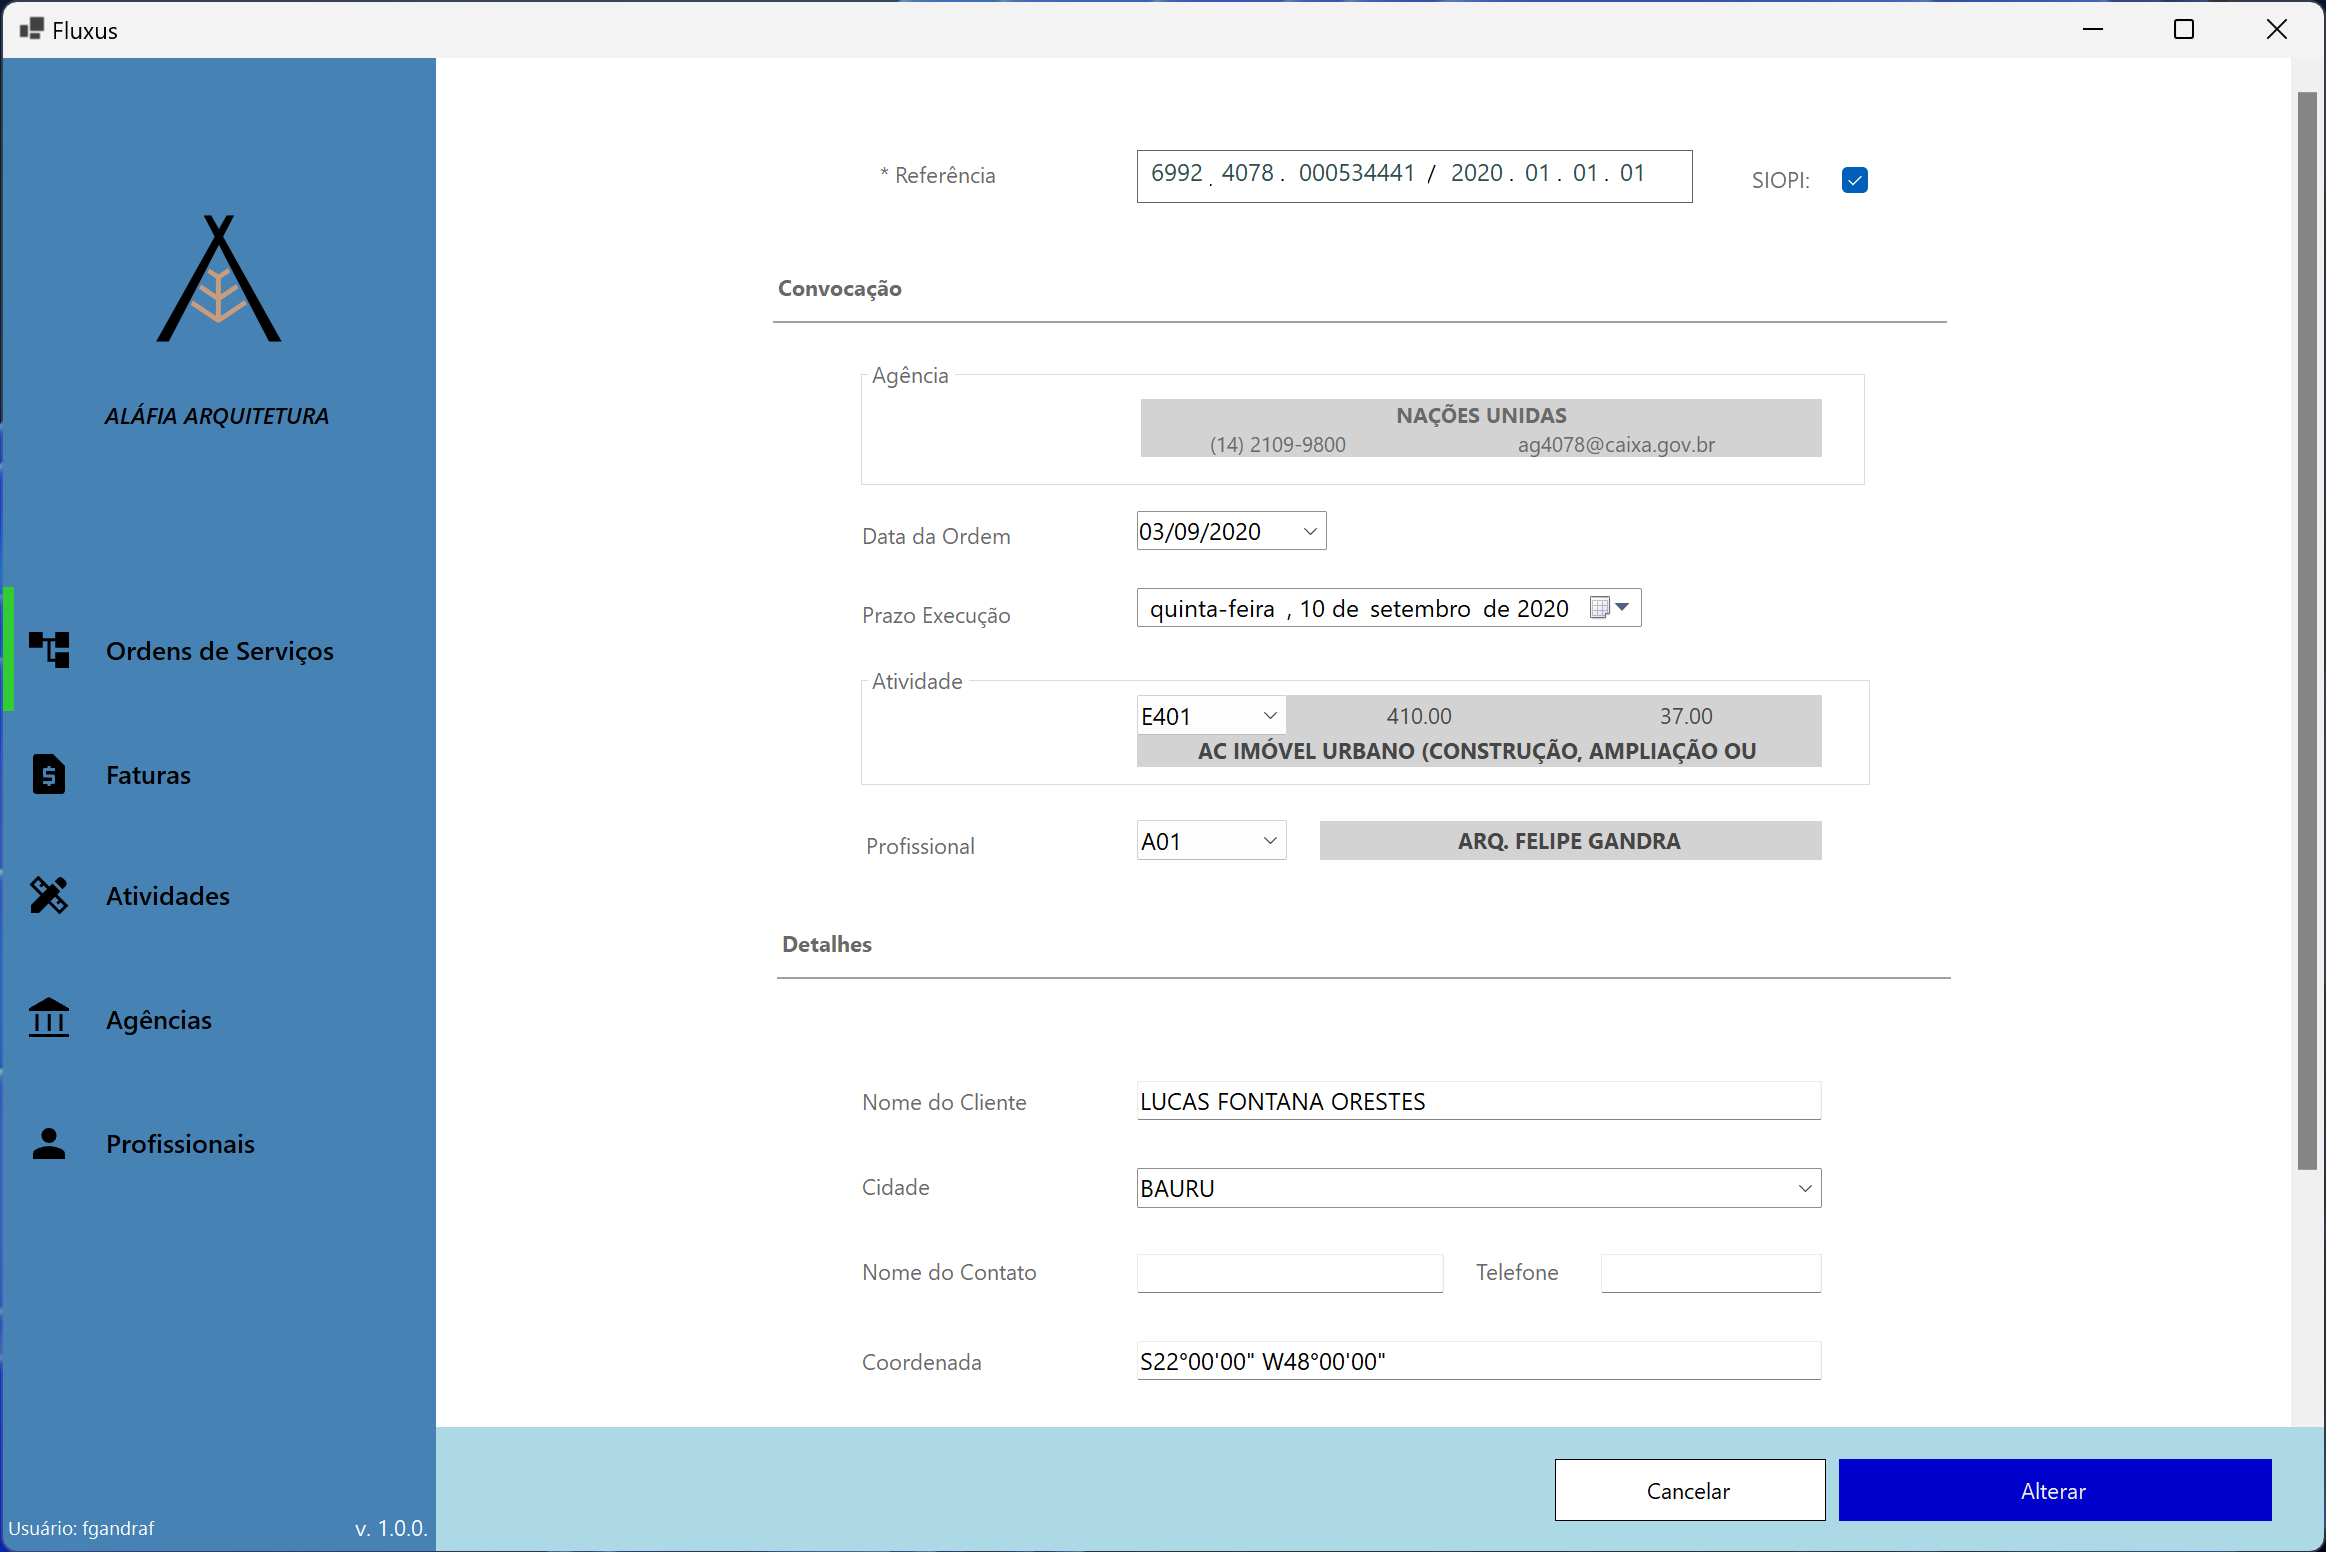 Fluxus
ALÁFIA ARQUITETURA
Ordens de Serviços
Faturas
Atividades
Agências
Profissionais
Usuário: fgandraf
v. 1.0.0.
* Referência
6992 . 4078 . 000534441 / 2020 . 01 . 01 . 01
SIOPI:
Convocação
Agência
NAÇÕES UNIDAS
(14) 2109-9800 ag4078@caixa.gov.br
Data da Ordem
03/09/2020
Prazo Execução
quinta-feira , 10 de setembro de 2020
Atividade
E401 410.00 37.00
AC IMÓVEL URBANO (CONSTRUÇÃO, AMPLIAÇÃO OU
Profissional
A01
ARQ. FELIPE GANDRA
Detalhes
Nome do Cliente
LUCAS FONTANA ORESTES
Cidade
BAURU
Nome do Contato
Telefone
Coordenada
S22°00'00" W48°00'00"
Cancelar
Alterar